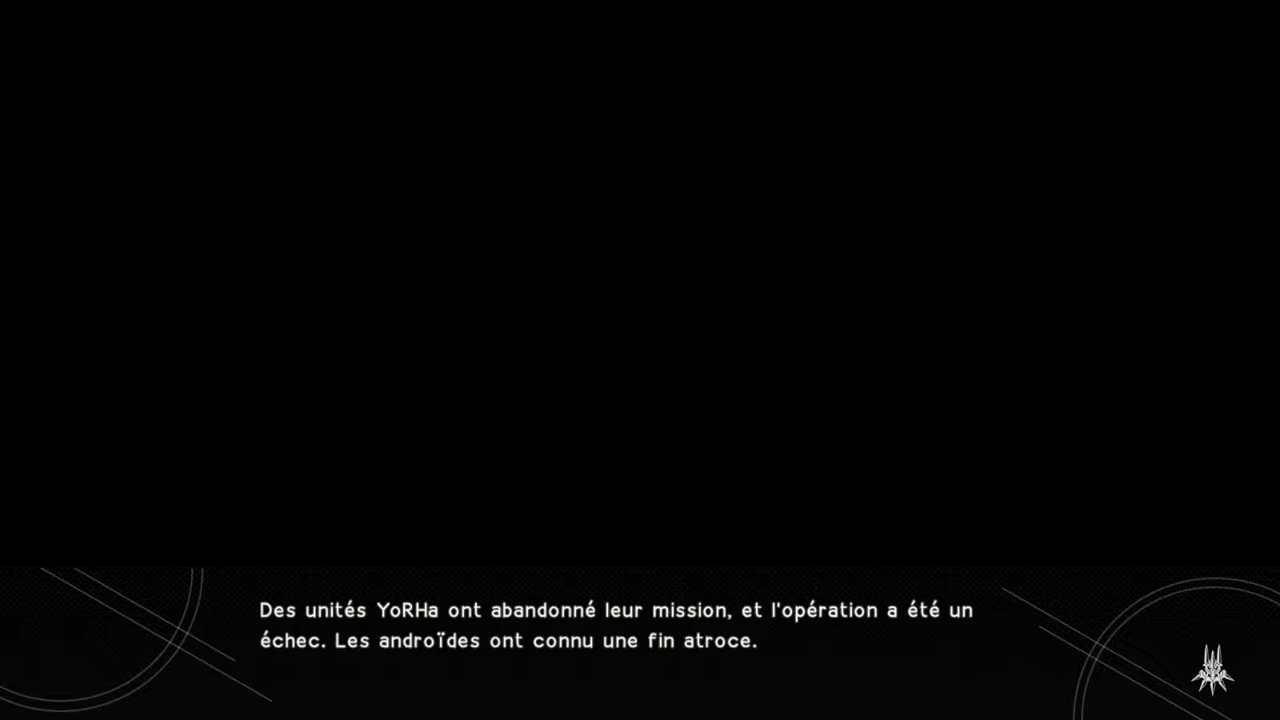 Des unités YoRHa ont abandonné leur mission, et l'opération a été un
échec. Les androïdes ont connu une fin atroce.